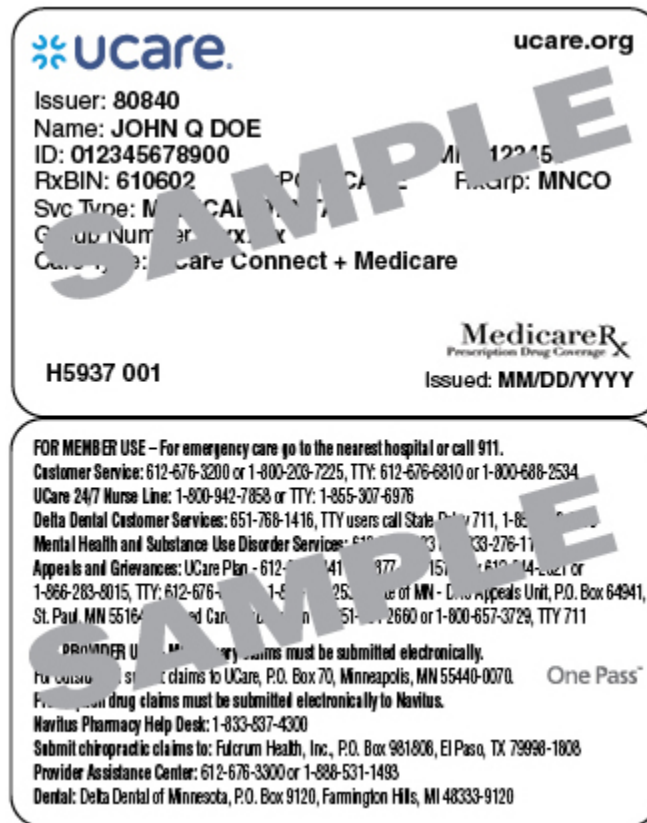 ucare.
ucare.org
SAMPLE
Issuer: 80840
Name: JOHN Q DOE
ID: 012345678900
RxBIN: 610602 RxGrp: MNCO
Svc Type:
Care Connect + Medicare
MedicareRx
Prescription Drug Coverage
H5937 001
Issued: MM/DD/YYYY
FOR MEMBER USE – For emergency care go to the nearest hospital or call 911.
Customer Service: 612-676-3200 or 1-800-203-7225, TTY: 612-676-6810 or 1-800-688-2534
UCare 24/7 Nurse Line: 1-800-942-7858 or TTY: 1-855-307-6976
Delta Dental Customer Services: 651-768-1416, TTY users call State 711,
Mental Health and Substance Use Disorder Services:
Appeals and Grievances: UCare Plan - or
1-866-283-8015, TTY: of MN - Appeals Unit, P.O. Box 64941,
St. Paul, MN or 1-800-657-3729, TTY 711
SAMPLE
PROVIDER claims must be submitted electronically.
claims to UCare, P.O. Box 70, Minneapolis, MN 55440-0070.
One Pass
drug claims must be submitted electronically to Navitus.
Navitus Pharmacy Help Desk: 1-833-837-4300
Submit chiropractic claims to: Fulcrum Health, Inc., P.O. Box 981808, El Paso, TX 79998-1808
Provider Assistance Center: 612-676-3300 or 1-888-531-1493
Dental: Delta Dental of Minnesota, P.O. Box 9120, Farmington Hills, MI 48333-9120